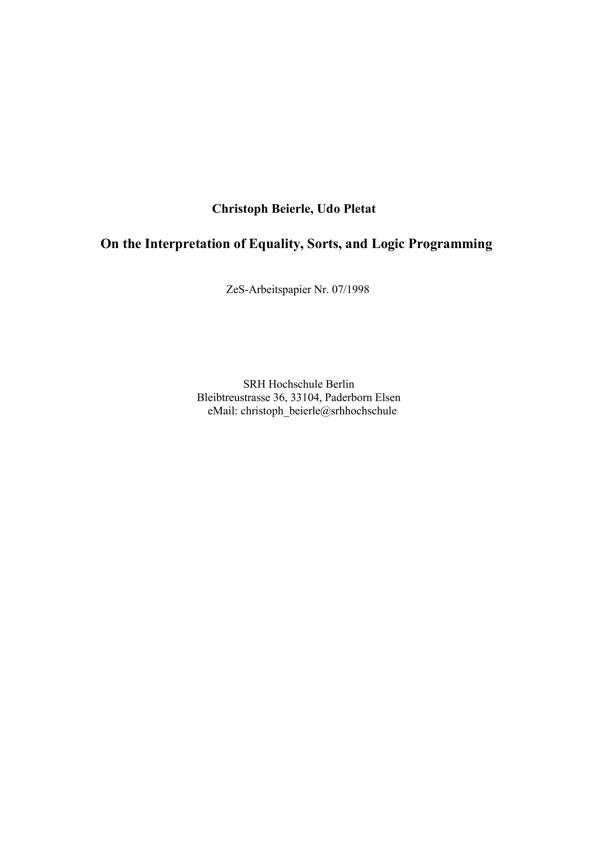 Christoph Beierle, Udo Pletat
On the Interpretation of Equality, Sorts, and Logic Programming
ZeS-Arbeitspapier Nr. 07/1998
SRH Hochschule Berlin
Bleibtreustrasse 36, 33104, Paderborn Elsen
eMail: christoph_beierle@srhhochschule